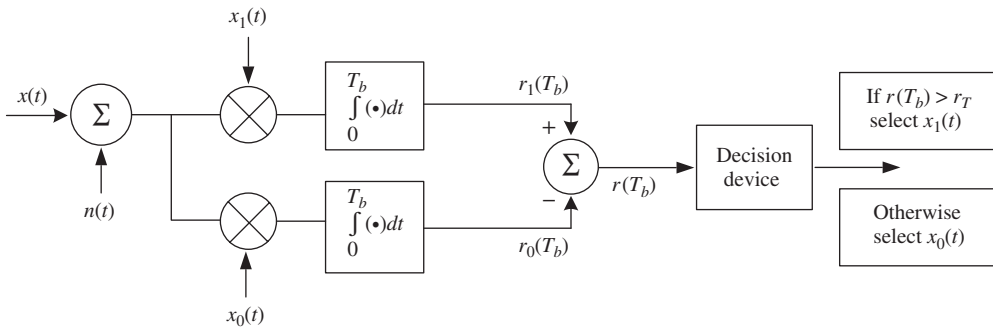 x₁(t)
x(t)
Σ
n(t)
T_b
∫ (•)dt
0
r₁(T_b)
+
T_b
∫ (•)dt
0
−
r₀(T_b)
x₀(t)
Σ
r(T_b)
Decision
device
If r(T_b) > r_T
select x₁(t)
Otherwise
select x₀(t)